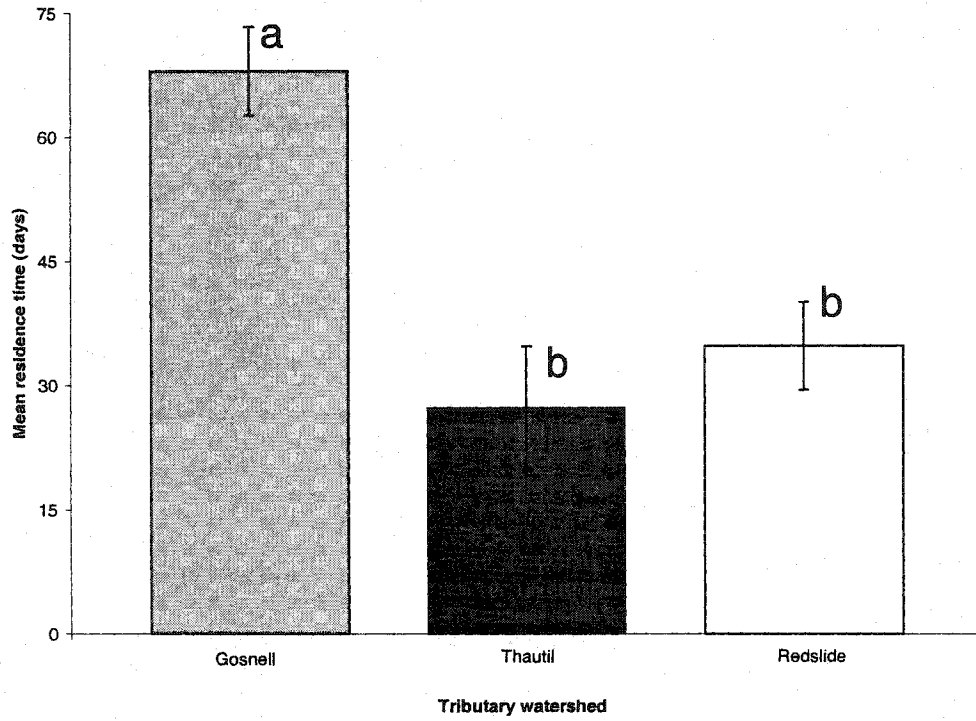 75
60
45
30
15
0
Mean residence time (days)
a
b
b
Gosnell Thautil Redslide
Tributary watershed